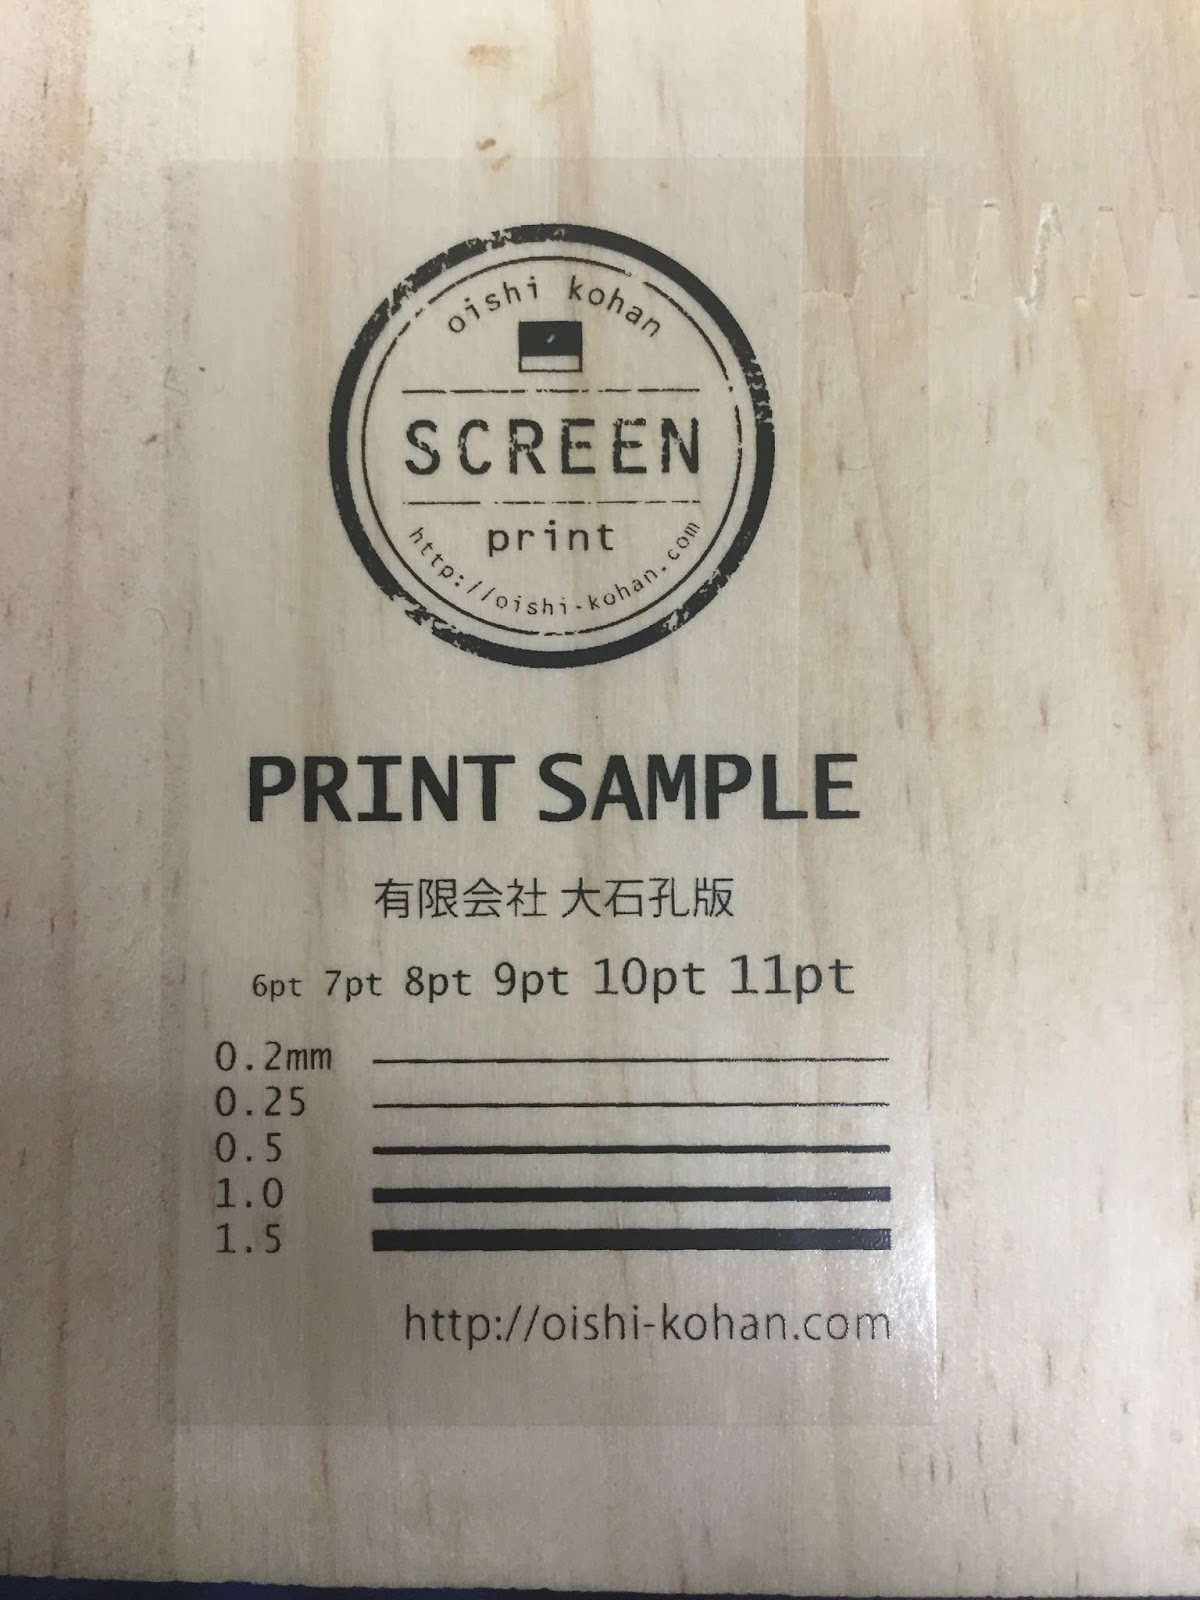 oishi kohan
SCREEN
print
http://oishi-kohan.com
PRINT SAMPLE
有限会社 大石孔版
6pt 7pt 8pt 9pt 10pt 11pt
0.2mm
0.25
0.5
1.0
1.5
http://oishi-kohan.com